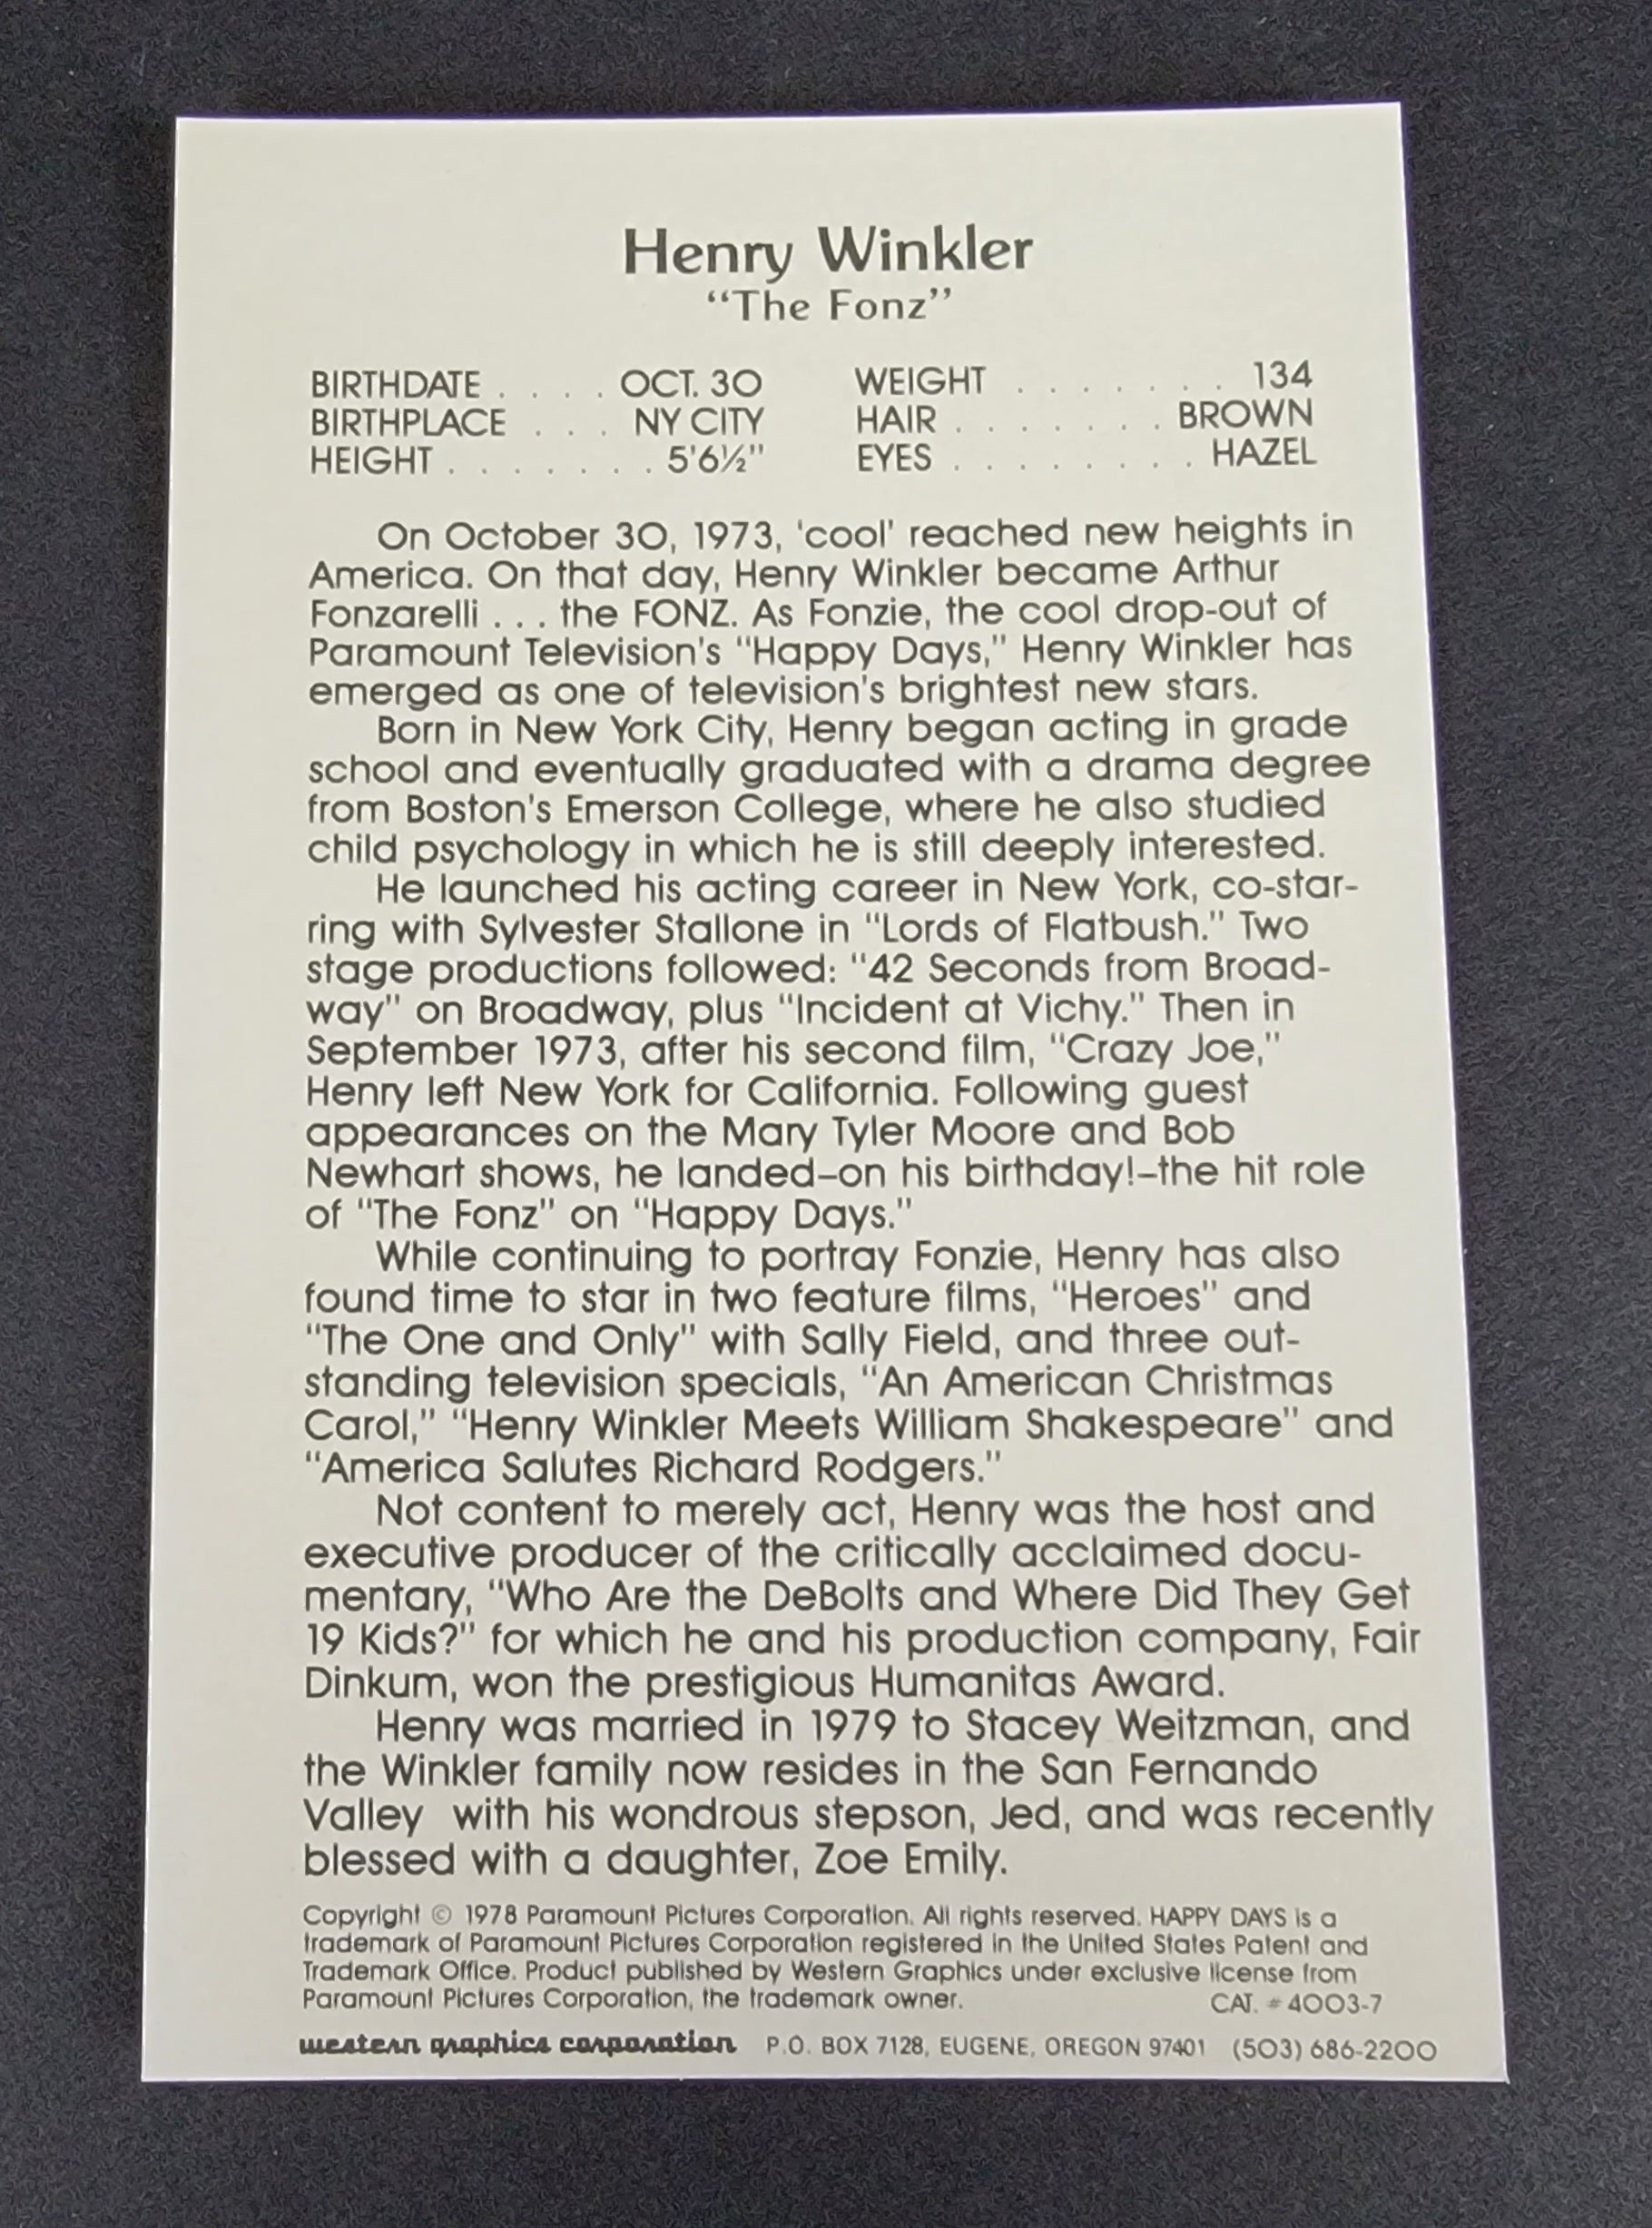 Henry Winkler
“The Fonz”
BIRTHDATE . . . . OCT. 30 WEIGHT . . . . . . . 134
BIRTHPLACE . . . NY CITY HAIR . . . . . . . BROWN
HEIGHT . . . . . . . 5'6½" EYES . . . . . . . . HAZEL
On October 30, 1973, 'cool' reached new heights in
America. On that day, Henry Winkler became Arthur
Fonzarelli . . . the FONZ. As Fonzie, the cool drop-out of
Paramount Television's "Happy Days," Henry Winkler has
emerged as one of television's brightest new stars.
Born in New York City, Henry began acting in grade
school and eventually graduated with a drama degree
from Boston's Emerson College, where he also studied
child psychology in which he is still deeply interested.
He launched his acting career in New York, co-star-
ring with Sylvester Stallone in "Lords of Flatbush." Two
stage productions followed: "42 Seconds from Broad-
way" on Broadway, plus "Incident at Vichy." Then in
September 1973, after his second film, "Crazy Joe,"
Henry left New York for California. Following guest
appearances on the Mary Tyler Moore and Bob
Newhart shows, he landed–on his birthday!–the hit role
of "The Fonz" on "Happy Days."
While continuing to portray Fonzie, Henry has also
found time to star in two feature films, "Heroes" and
"The One and Only" with Sally Field, and three out-
standing television specials, "An American Christmas
Carol," "Henry Winkler Meets William Shakespeare" and
"America Salutes Richard Rodgers."
Not content to merely act, Henry was the host and
executive producer of the critically acclaimed docu-
mentary, "Who Are the DeBolts and Where Did They Get
19 Kids?" for which he and his production company, Fair
Dinkum, won the prestigious Humanitas Award.
Henry was married in 1979 to Stacey Weitzman, and
the Winkler family now resides in the San Fernando
Valley with his wondrous stepson, Jed, and was recently
blessed with a daughter, Zoe Emily.
Copyright © 1978 Paramount Pictures Corporation. All rights reserved. HAPPY DAYS is a
trademark of Paramount Pictures Corporation registered in the United States Patent and
Trademark Office. Product published by Western Graphics under exclusive license from
Paramount Pictures Corporation, the trademark owner. CAT. # 4003-7
western graphics corporation P.O. BOX 7128, EUGENE, OREGON 97401 (503) 686-2200